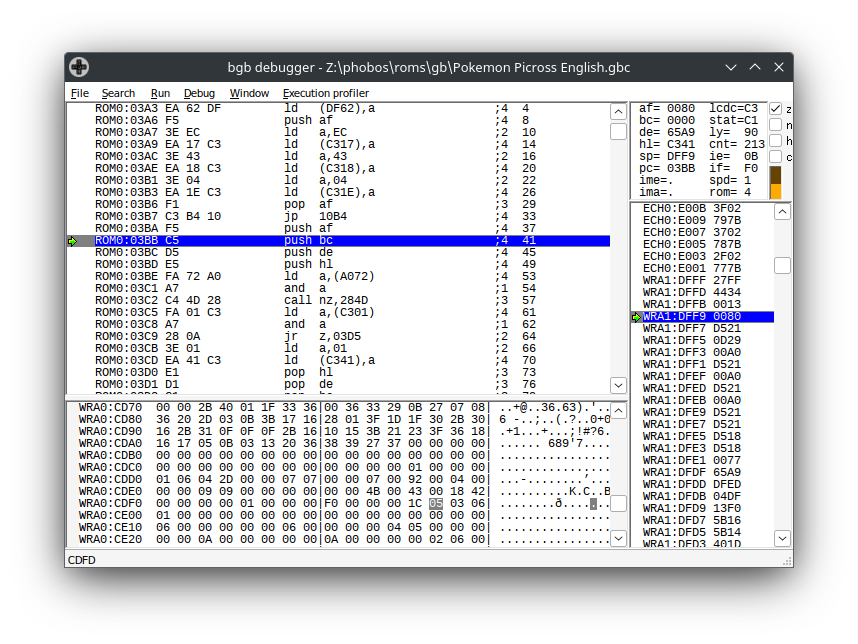 bgb debugger - Z:\phobos\roms\gb\Pokemon Picross English.gbc
File Search Run Debug Window Execution profiler
ROM0:03A3 EA 62 DF ld (DF62),a ;4 4
ROM0:03A6 F5 push af ;4 8
ROM0:03A7 3E EC ld a,EC ;2 10
ROM0:03A9 EA 17 C3 ld (C317),a ;4 14
ROM0:03AC 3E 43 ld a,43 ;2 16
ROM0:03AE EA 18 C3 ld (C318),a ;4 20
ROM0:03B1 3E 04 ld a,04 ;2 22
ROM0:03B3 EA 1E C3 ld (C31E),a ;4 26
ROM0:03B6 F1 pop af ;3 29
ROM0:03B7 C3 B4 10 jp 10B4 ;4 33
ROM0:03BA F5 push af ;4 37
ROM0:03BB C5 push bc ;4 41
ROM0:03BC D5 push de ;4 45
ROM0:03BD E5 push hl ;4 49
ROM0:03BE FA 72 A0 ld a,(A072) ;4 53
ROM0:03C1 A7 and a ;1 54
ROM0:03C2 C4 4D 28 call nz,284D ;3 57
ROM0:03C5 FA 01 C3 ld a,(C301) ;4 61
ROM0:03C8 A7 and a ;1 62
ROM0:03C9 28 0A jr z,03D5 ;2 64
ROM0:03CB 3E 01 ld a,01 ;2 66
ROM0:03CD EA 41 C3 ld (C341),a ;4 70
ROM0:03D0 E1 pop hl ;3 73
ROM0:03D1 D1 pop de ;3 76
af= 0080 lcdc=C3 z
bc= 0000 stat=C1 n
de= 65A9 ly= 90
hl= C341 cnt= 213 h
sp= DFF9 ie= 0B c
pc= 03BB if= F0
ime=. spd= 1
ima=. rom= 4
ECH0:E00B 3F02
ECH0:E009 797B
ECH0:E007 3702
ECH0:E005 787B
ECH0:E003 2F02
ECH0:E001 777B
WRA1:DFFF 27FF
WRA1:DFFD 4434
WRA1:DFFB 0013
WRA1:DFF9 0080
WRA1:DFF7 D521
WRA1:DFF5 0D29
WRA1:DFF3 00A0
WRA1:DFF1 D521
WRA1:DFEF 00A0
WRA1:DFED D521
WRA1:DFEB 00A0
WRA1:DFE9 D521
WRA1:DFE7 D521
WRA1:DFE5 D518
WRA1:DFE3 D518
WRA1:DFE1 0077
WRA1:DFDF 65A9
WRA1:DFDD DFED
WRA1:DFDB 04DF
WRA1:DFD9 13F0
WRA1:DFD7 5B16
WRA1:DFD5 5B14
WRA1:DFD3 401D
WRA0:CD70 00 00 2B 40 01 1F 33 36|00 36 33 29 0B 27 07 08| ..+@..36.63).'..
WRA0:CD80 36 20 2D 03 0B 3B 17 16|28 01 3F 1D 1F 30 2B 30| 6 -..;..(.?..0+0
WRA0:CD90 16 2B 31 0F 0F 0F 2B 16|10 15 3B 21 23 3F 36 18| .+1...+...;!#?6.
WRA0:CDA0 16 17 05 0B 03 13 20 36|38 39 27 37 00 00 00 00| ...... 689'7....
WRA0:CDB0 00 00 00 00 00 00 00 00|00 00 00 00 00 00 00 00| ................
WRA0:CDC0 00 00 00 00 00 00 00 00|00 00 00 00 01 00 00 00| ................
WRA0:CDD0 01 06 04 2D 00 00 07 07|00 00 07 00 92 00 04 00| ...-........’...
WRA0:CDE0 00 00 09 09 00 00 00 00|00 00 4B 00 43 00 18 42| ..........K.C..B
WRA0:CDF0 00 00 00 00 01 00 00 00|F0 00 00 00 1C 05 03 06| ........ð.......
WRA0:CE00 01 00 00 00 00 00 00 00|00 00 00 00 00 00 00 00| ................
WRA0:CE10 06 00 00 00 00 00 06 00|00 00 00 04 05 00 00 00| ................
WRA0:CE20 00 00 0A 00 00 00 00 00|0A 00 00 00 00 02 06 00| ................
CDFD